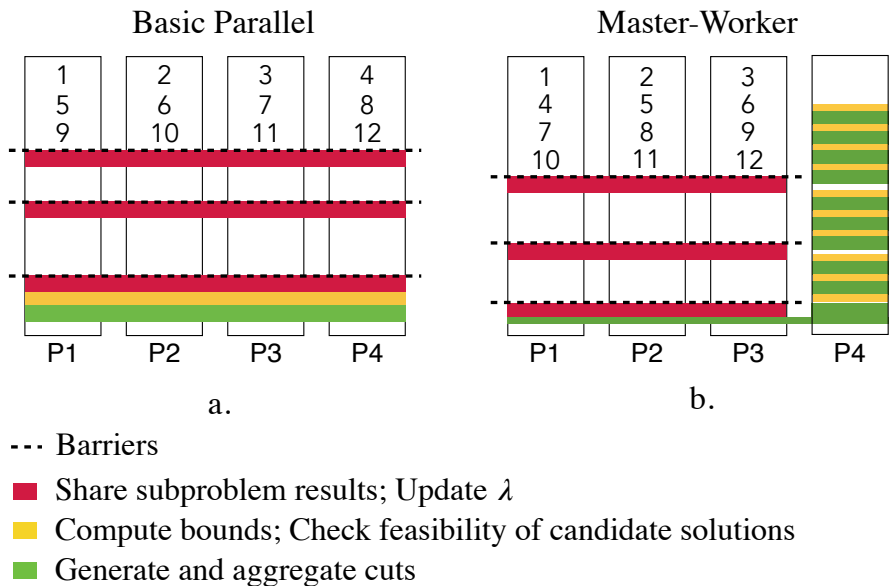 Basic Parallel
1 2 3 4
5 6 7 8
9 10 11 12
P1 P2 P3 P4
a.
Master-Worker
1 2 3
4 5 6
7 8 9
10 11 12
P1 P2 P3 P4
b.
Barriers
Share subproblem results; Update λ
Compute bounds; Check feasibility of candidate solutions
Generate and aggregate cuts